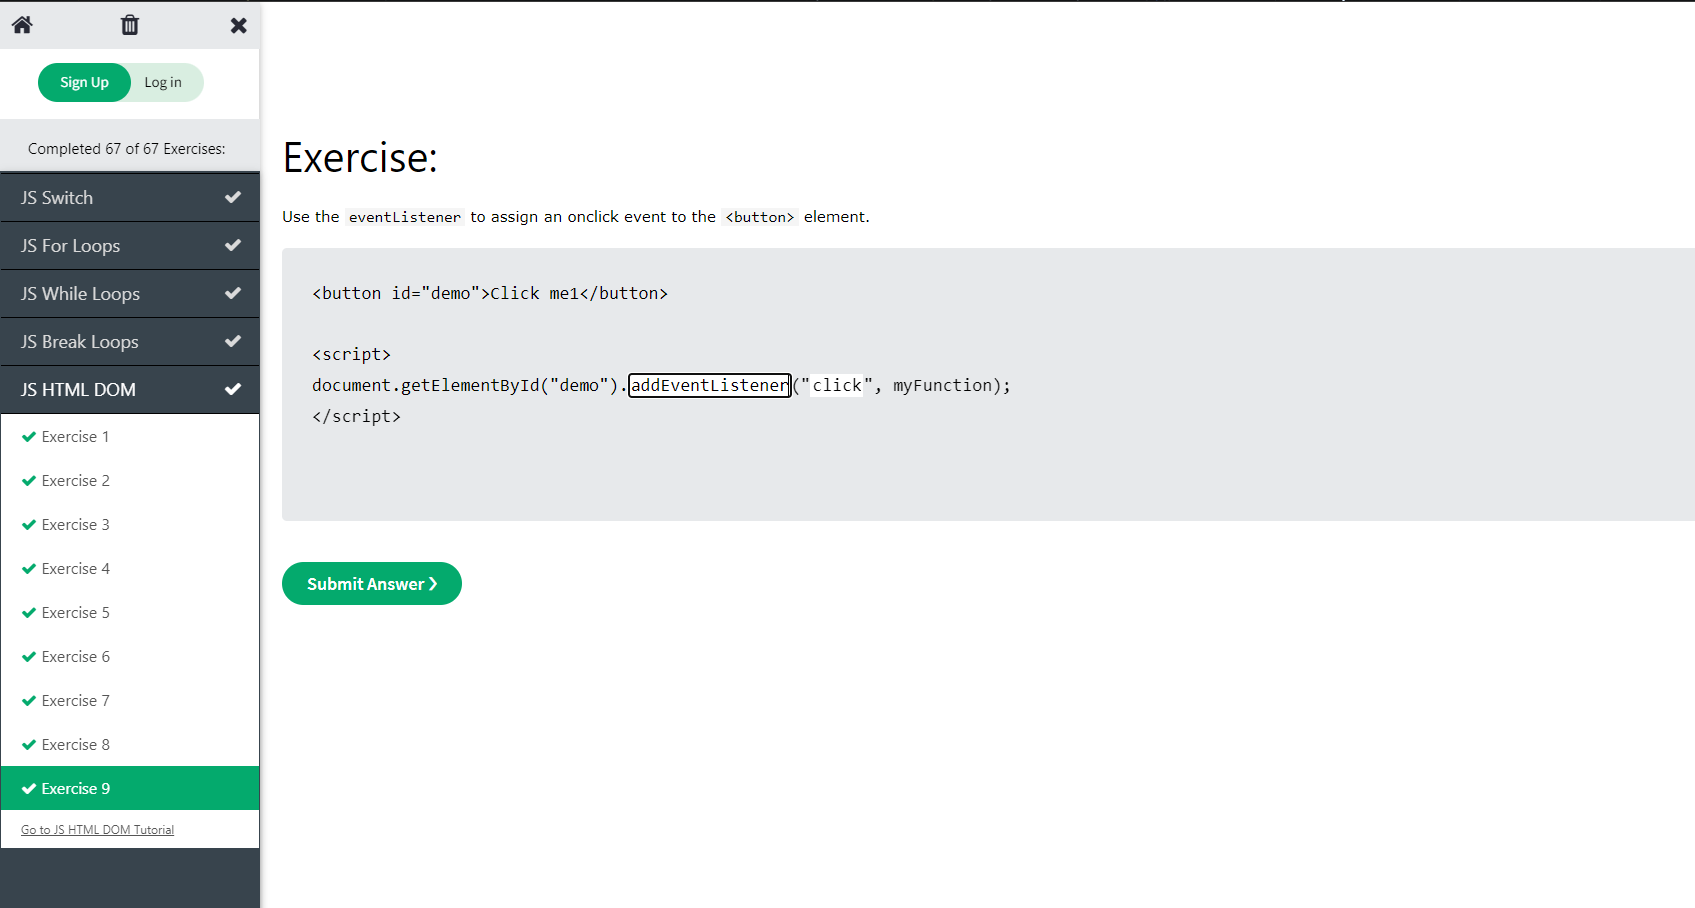 Sign Up
Log in
Completed 67 of 67 Exercises:
JS Switch
JS For Loops
JS While Loops
JS Break Loops
JS HTML DOM
Exercise 1
Exercise 2
Exercise 3
Exercise 4
Exercise 5
Exercise 6
Exercise 7
Exercise 8
Exercise 9
Go to JS HTML DOM Tutorial
Exercise:
Use the eventListener to assign an onclick event to the <button> element.
<button id="demo">Click me1</button>
<script>
document.getElementById("demo").addEventListener("click", myFunction);
</script>
Submit Answer ❯